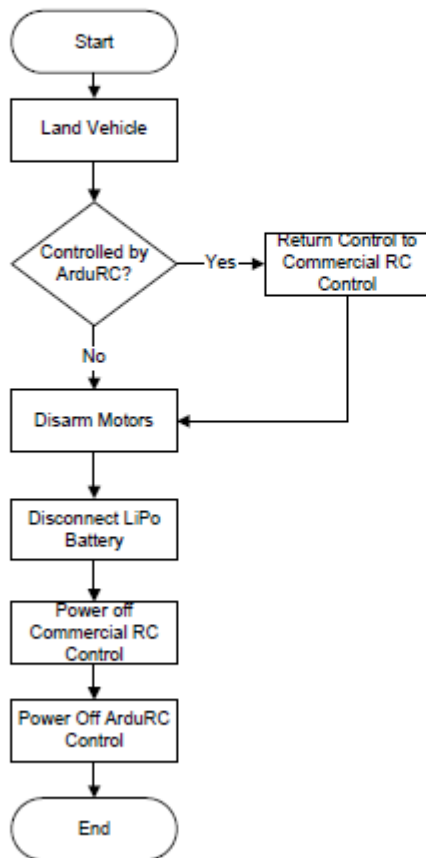 Start
Land Vehicle
Controlled by
ArduRC?
Yes
Return Control to
Commercial RC
Control
No
Disarm Motors
Disconnect LiPo
Battery
Power off
Commercial RC
Control
Power Off ArduRC
Control
End